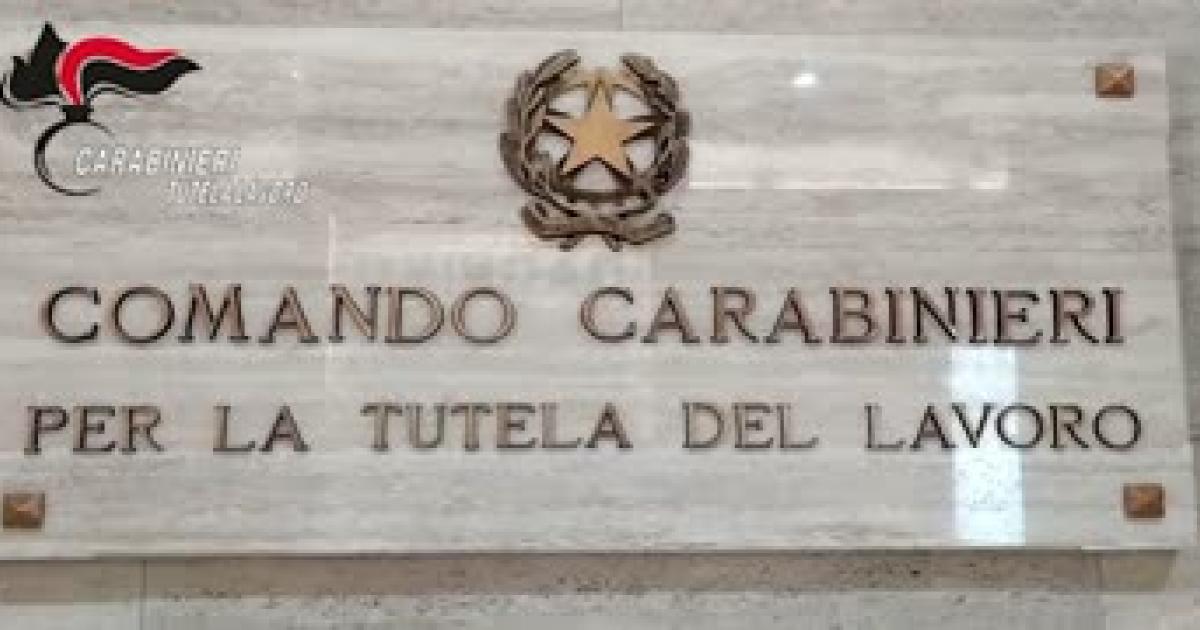 CARABINIERI
TUTELA LAVORO
COMANDO CARABINIERI
PER LA TUTELA DEL LAVORO